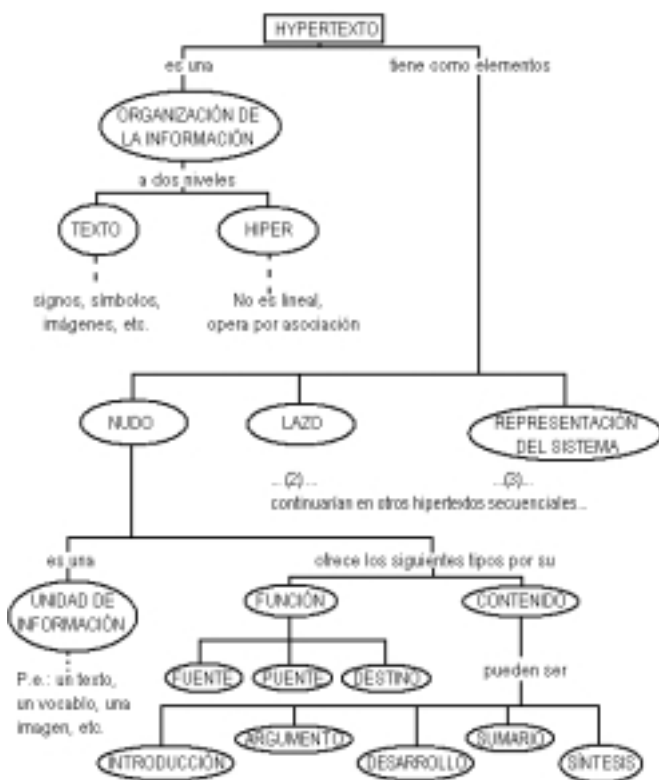 HYPERTEXTO
es una
tiene como elementos
ORGANIZACIÓN DE
LA INFORMACIÓN
a dos niveles
TEXTO
HIPER
signos, símbolos,
imágenes, etc.
No es lineal,
opera por asociación
NUDO
LAZO
REPRESENTACIÓN
DEL SISTEMA
...(2)...
...(3)...
continuarían en otros hipertextos secuenciales...
es una
ofrece los siguientes tipos por su
UNIDAD DE
INFORMACIÓN
FUNCIÓN
CONTENIDO
P.e.: un texto,
un vocablo, una
imagen, etc.
FUENTE
PUENTE
DESTINO
pueden ser
INTRODUCCIÓN
ARGUMENTO
DESARROLLO
SUMARIO
SÍNTESIS